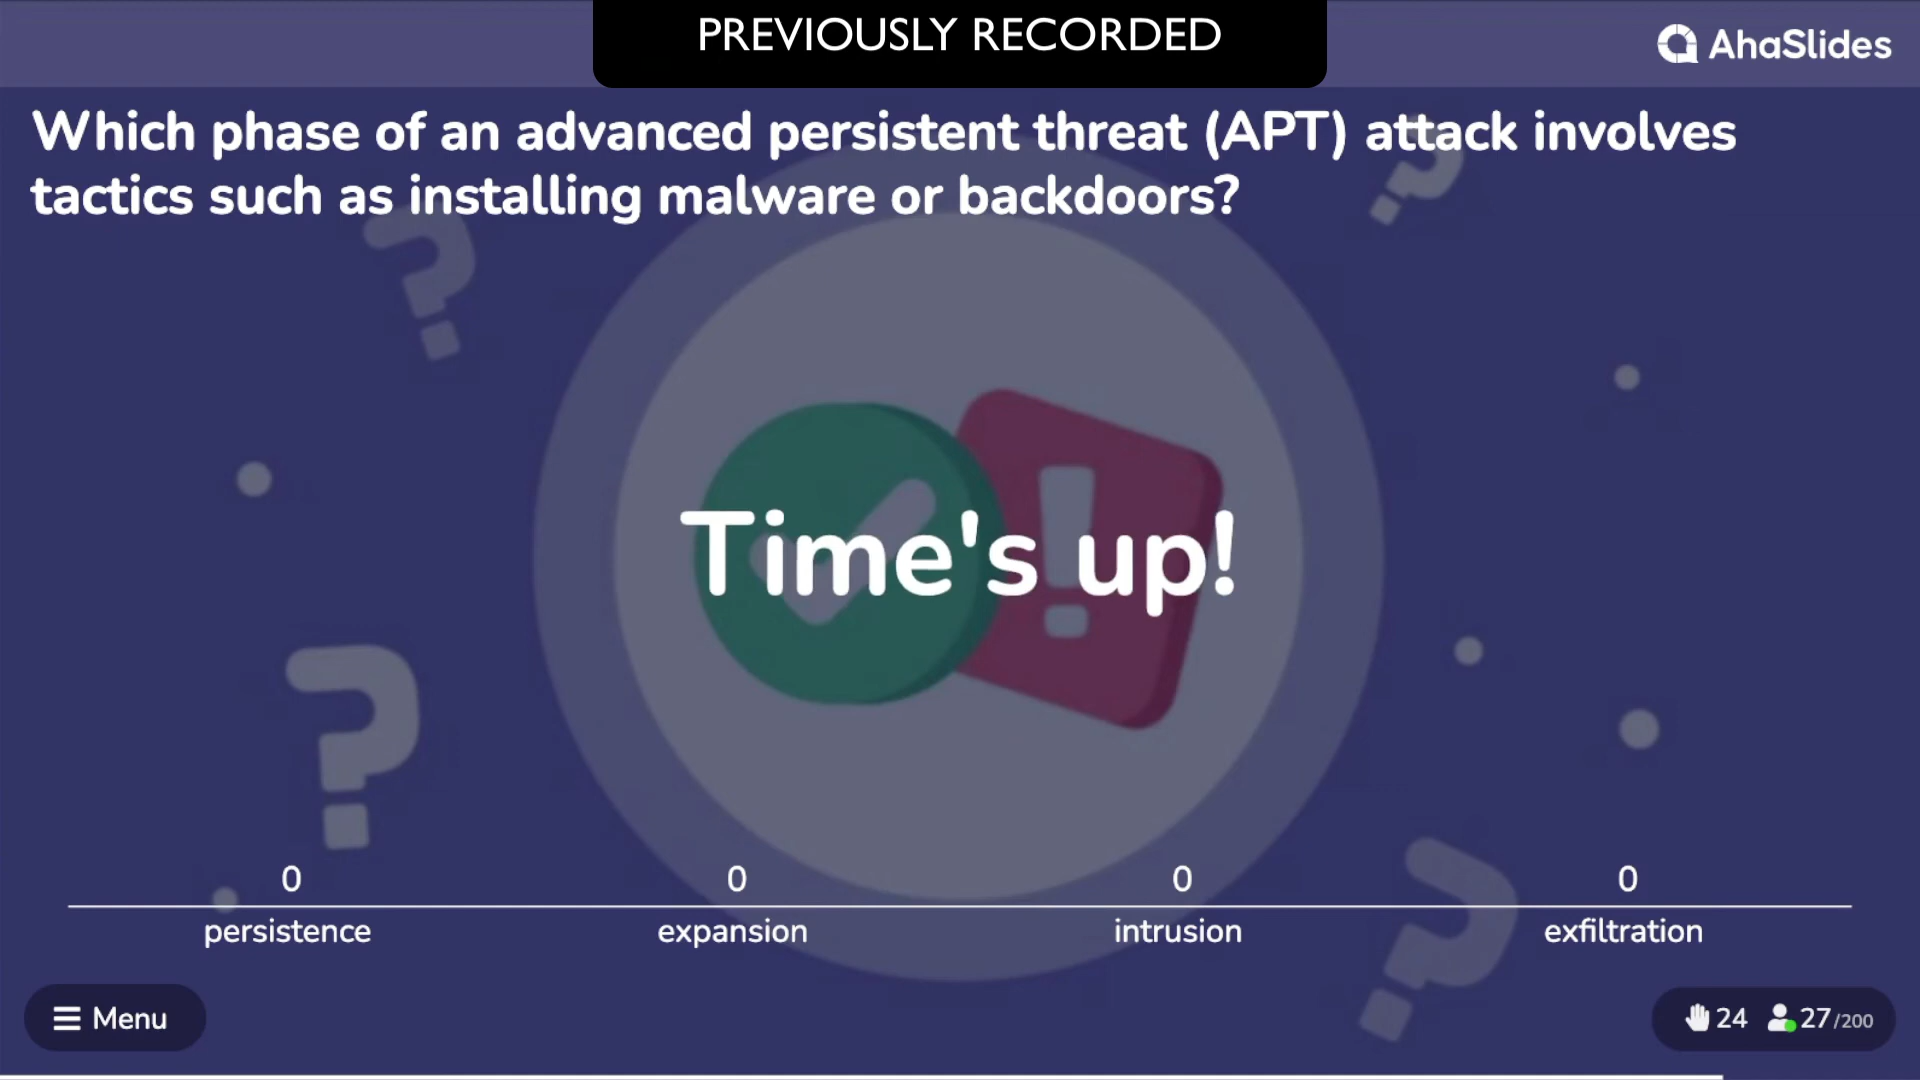 PREVIOUSLY RECORDED
AhaSlides
Which phase of an advanced persistent threat (APT) attack involves
tactics such as installing malware or backdoors?
Time's up!
0 0 0 0
persistence expansion intrusion exfiltration
Menu 24 27/200